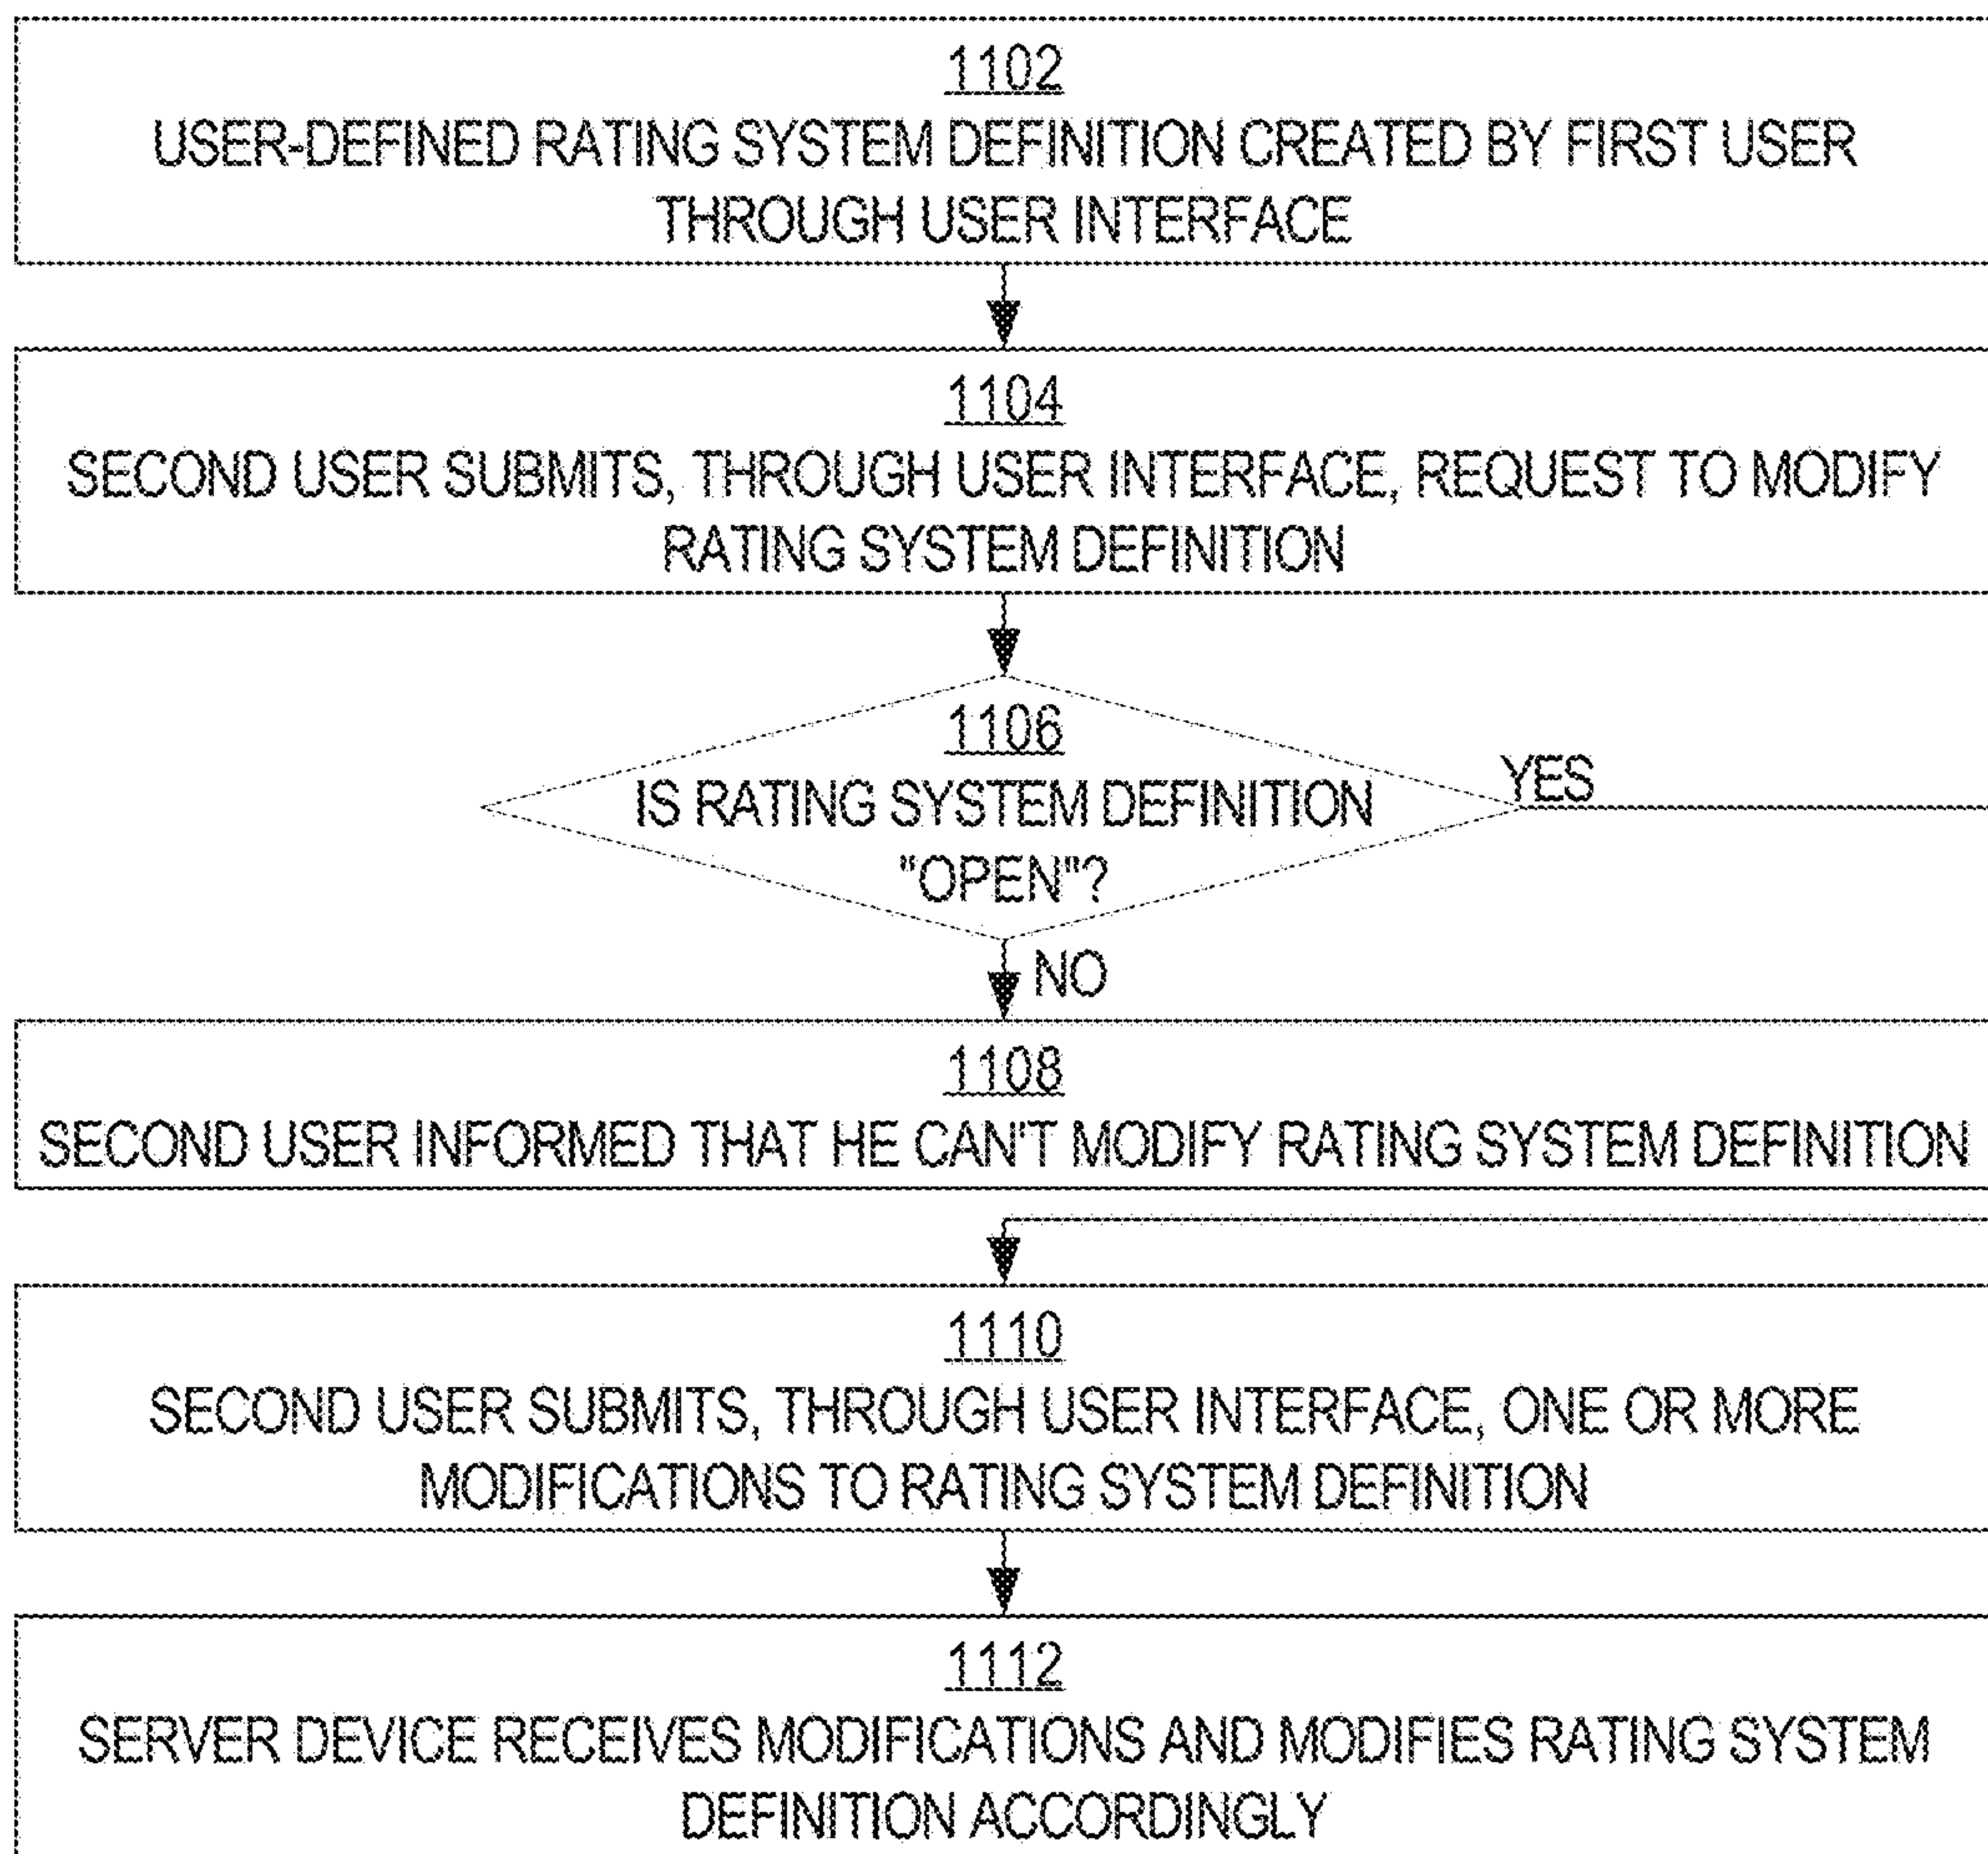 1102
USER-DEFINED RATING SYSTEM DEFINITION CREATED BY FIRST USER
THROUGH USER INTERFACE
1104
SECOND USER SUBMITS, THROUGH USER INTERFACE, REQUEST TO MODIFY
RATING SYSTEM DEFINITION
1106
IS RATING SYSTEM DEFINITION
"OPEN"?
YES
NO
1108
SECOND USER INFORMED THAT HE CAN'T MODIFY RATING SYSTEM DEFINITION
1110
SECOND USER SUBMITS, THROUGH USER INTERFACE, ONE OR MORE
MODIFICATIONS TO RATING SYSTEM DEFINITION
1112
SERVER DEVICE RECEIVES MODIFICATIONS AND MODIFIES RATING SYSTEM
DEFINITION ACCORDINGLY